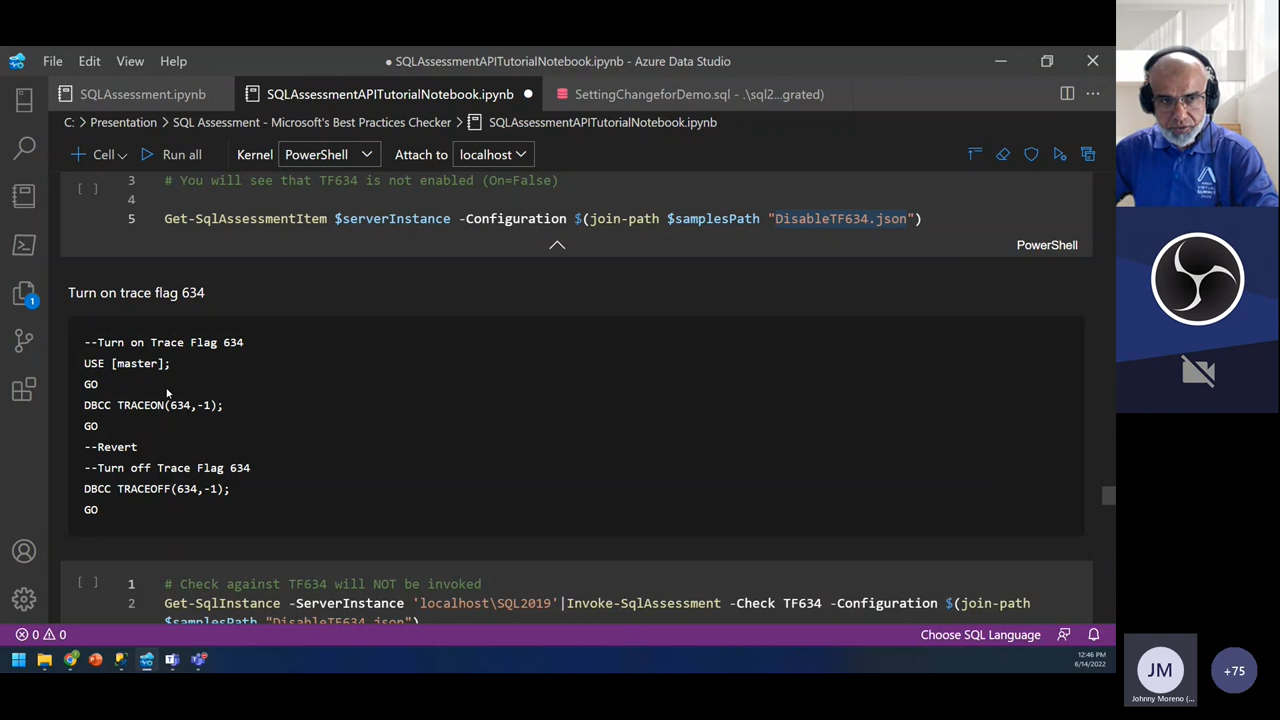 File Edit View Help
● SQLAssessmentAPITutorialNotebook.ipynb - Azure Data Studio
SQLAssessment.ipynb
SQLAssessmentAPITutorialNotebook.ipynb
SettingChangeforDemo.sql - .\sql2...grated)
C: > Presentation > SQL Assessment - Microsoft's Best Practices Checker > SQLAssessmentAPITutorialNotebook.ipynb
+ Cell Run all Kernel PowerShell Attach to localhost
[ ] 3 # You will see that TF634 is not enabled (On=False)
4
5 Get-SqlAssessmentItem $serverInstance -Configuration $(join-path $samplesPath "DisableTF634.json")
PowerShell
Turn on trace flag 634
--Turn on Trace Flag 634
USE [master];
GO
DBCC TRACEON(634,-1);
GO
--Revert
--Turn off Trace Flag 634
DBCC TRACEOFF(634,-1);
GO
[ ] 1 # Check against TF634 will NOT be invoked
2 Get-SqlInstance -ServerInstance 'localhost\SQL2019'|Invoke-SqlAssessment -Check TF634 -Configuration $(join-path
$samplesPath "DisableTF634.json")
1
0 0
Choose SQL Language
12:46 PM
6/14/2022
JM
Johnny Moreno (...
+75